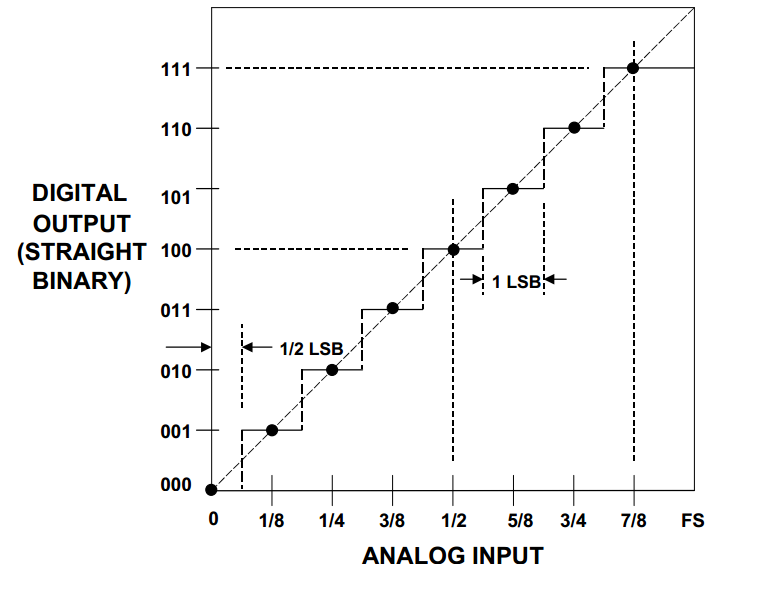 111
110
DIGITAL
OUTPUT
(STRAIGHT
BINARY)
101
100
1 LSB
011
1/2 LSB
010
001
000
0 1/8 1/4 3/8 1/2 5/8 3/4 7/8 FS
ANALOG INPUT